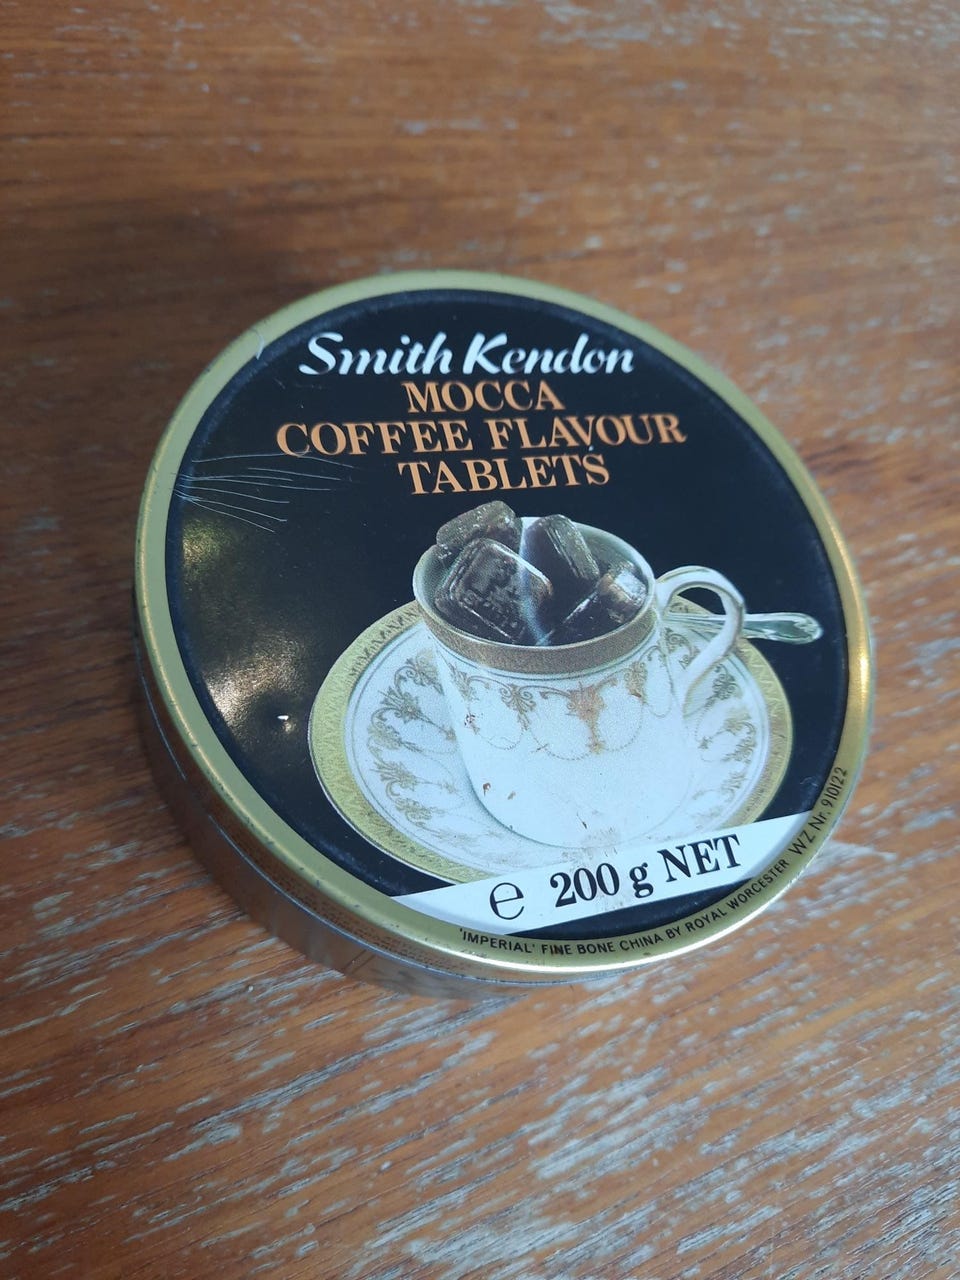 Smith Kendon
MOCCA
COFFEE FLAVOUR
TABLETS
℮ 200 g NET
'IMPERIAL' FINE BONE CHINA BY ROYAL WORCESTER WZ Nr. 910122